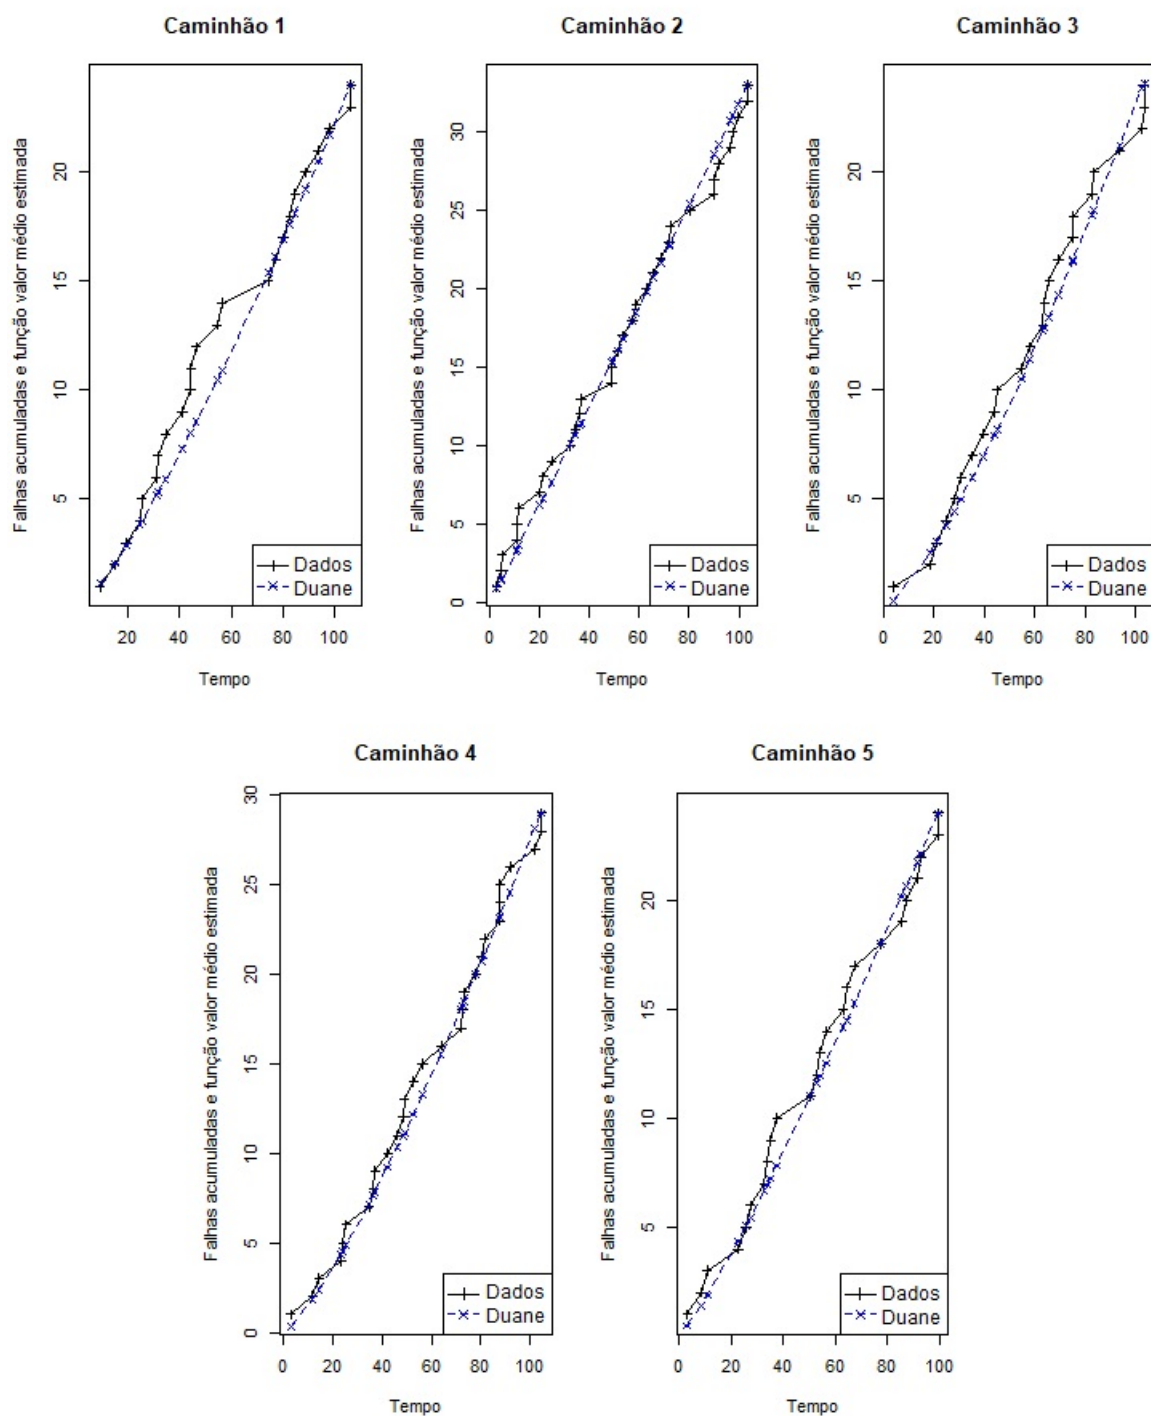 Caminhão 1
Falhas acumuladas e função valor médio estimada
20
15
10
5
20 40 60 80 100
Tempo
Dados
Duane
Caminhão 2
Falhas acumuladas e função valor médio estimada
30
25
20
15
10
5
0
0 20 40 60 80 100
Tempo
Dados
Duane
Caminhão 3
Falhas acumuladas e função valor médio estimada
20
15
10
5
0 20 40 60 80 100
Tempo
Dados
Duane
Caminhão 4
Falhas acumuladas e função valor médio estimada
30
25
20
15
10
5
0
0 20 40 60 80 100
Tempo
Dados
Duane
Caminhão 5
Falhas acumuladas e função valor médio estimada
20
15
10
5
0 20 40 60 80 100
Tempo
Dados
Duane